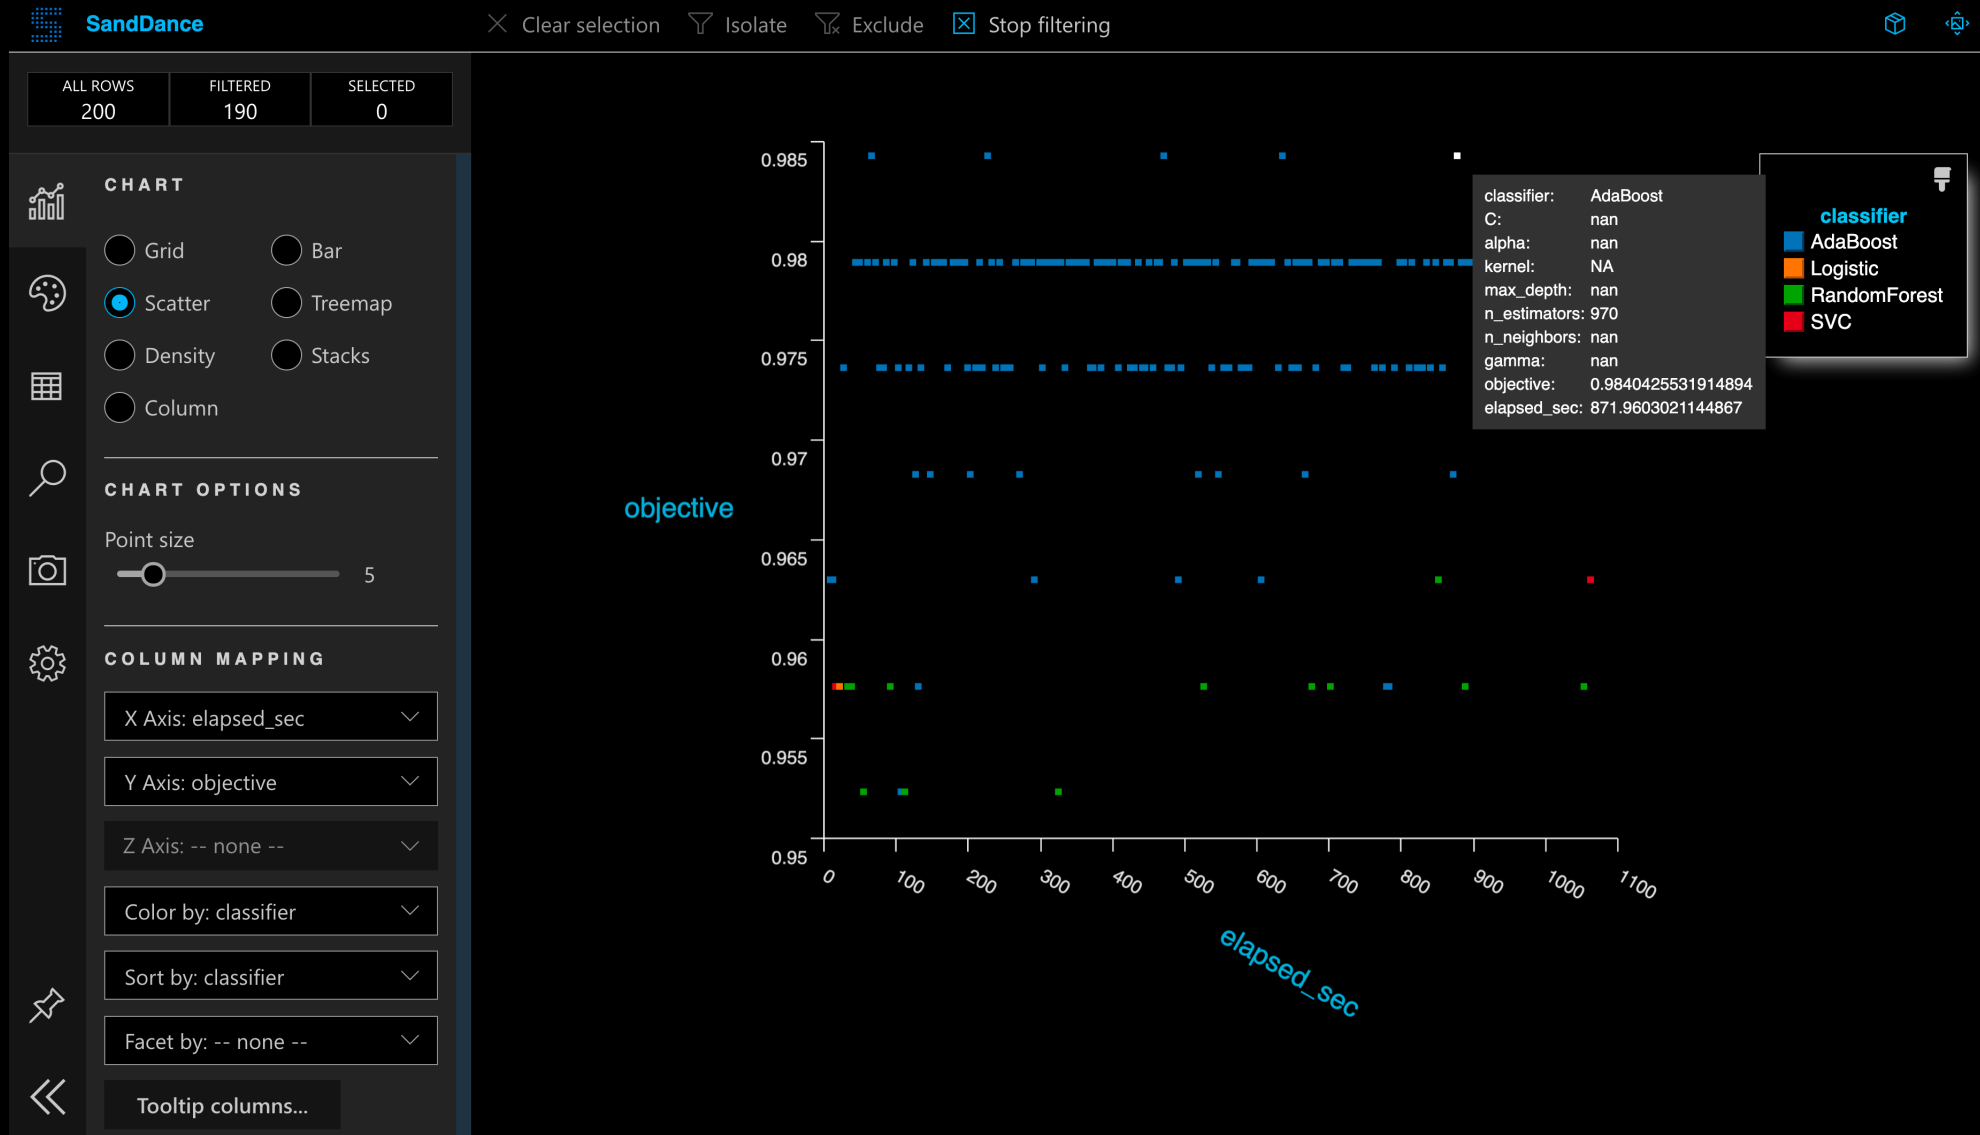 SandDance
Clear selection Isolate Exclude Stop filtering
ALL ROWS FILTERED SELECTED
200 190 0
CHART
Grid Bar
Scatter Treemap
Density Stacks
Column
CHART OPTIONS
Point size
5
COLUMN MAPPING
X Axis: elapsed_sec
Y Axis: objective
Z Axis: -- none --
Color by: classifier
Sort by: classifier
Facet by: -- none --
Tooltip columns...
objective
0.985
0.98
0.975
0.97
0.965
0.96
0.955
0.95
0 100 200 300 400 500 600 700 800 900 1000 1100
elapsed_sec
classifier: AdaBoost
C: nan
alpha: nan
kernel: NA
max_depth: nan
n_estimators: 970
n_neighbors: nan
gamma: nan
objective: 0.9840425531914894
elapsed_sec: 871.9603021144867
classifier
AdaBoost
Logistic
RandomForest
SVC